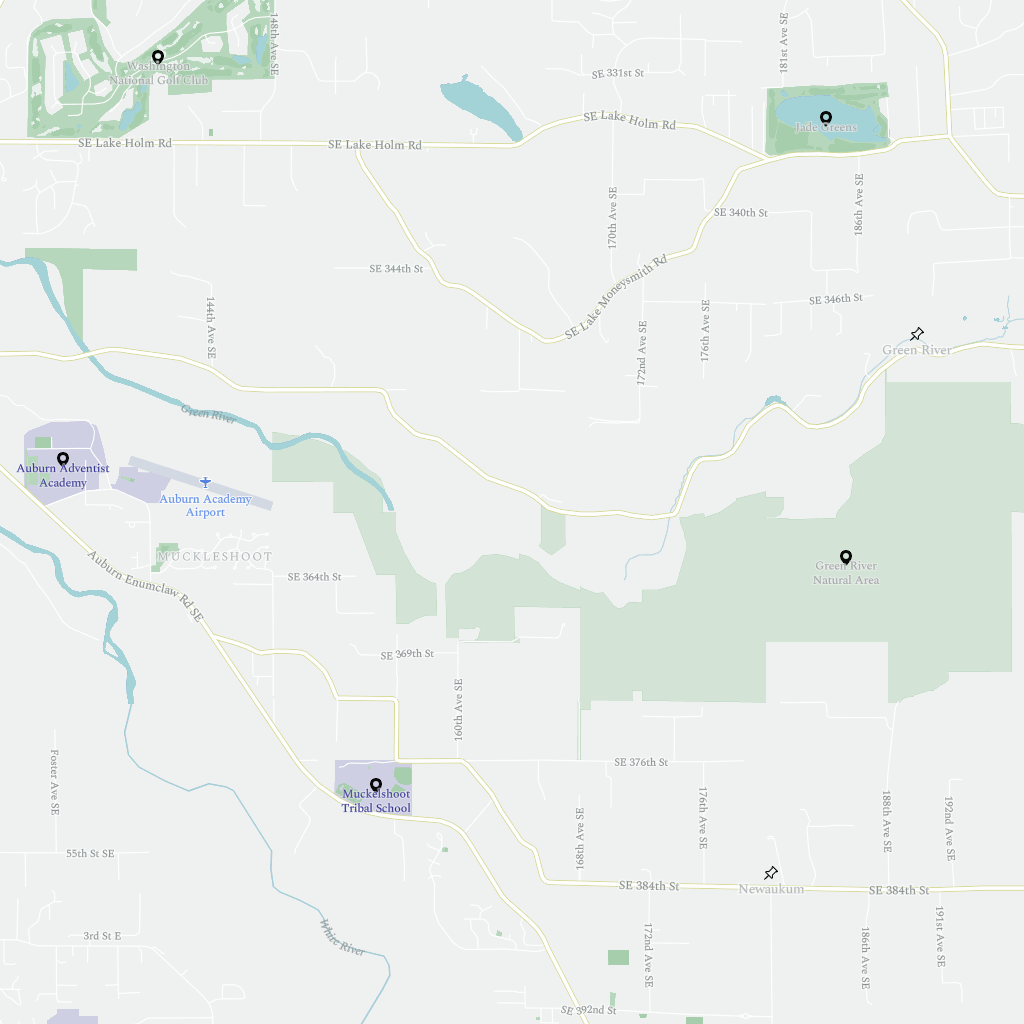 148th Ave SE
181st Ave SE
Washington
National Golf Club
SE 331st St
SE Lake Holm Rd
Jade Greens
SE Lake Holm Rd
SE Lake Holm Rd
170th Ave SE
186th Ave SE
SE 340th St
SE 344th St
SE Lake Moneysmith Rd
144th Ave SE
SE 346th St
176th Ave SE
172nd Ave SE
Green River
Green River
Auburn Adventist
Academy
Auburn Academy
Airport
MUCKLESHOOT
Auburn Enumclaw Rd SE
SE 364th St
Green River
Natural Area
SE 369th St
160th Ave SE
Foster Ave SE
SE 376th St
Muckelshoot
Tribal School
168th Ave SE
176th Ave SE
188th Ave SE
192nd Ave SE
55th St SE
SE 384th St
Newaukum
SE 384th St
3rd St E
White River
172nd Ave SE
186th Ave SE
191st Ave SE
SE 392nd St